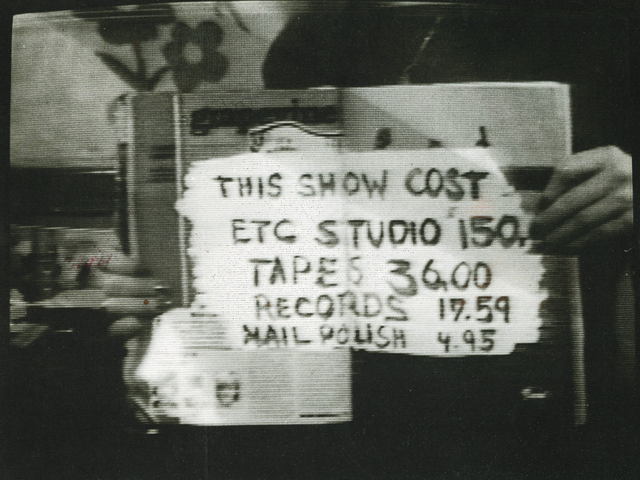 THIS SHOW COST
ETC STUDIO 150.
TAPES 36.00
RECORDS 17.59
NAIL POLISH 4.95